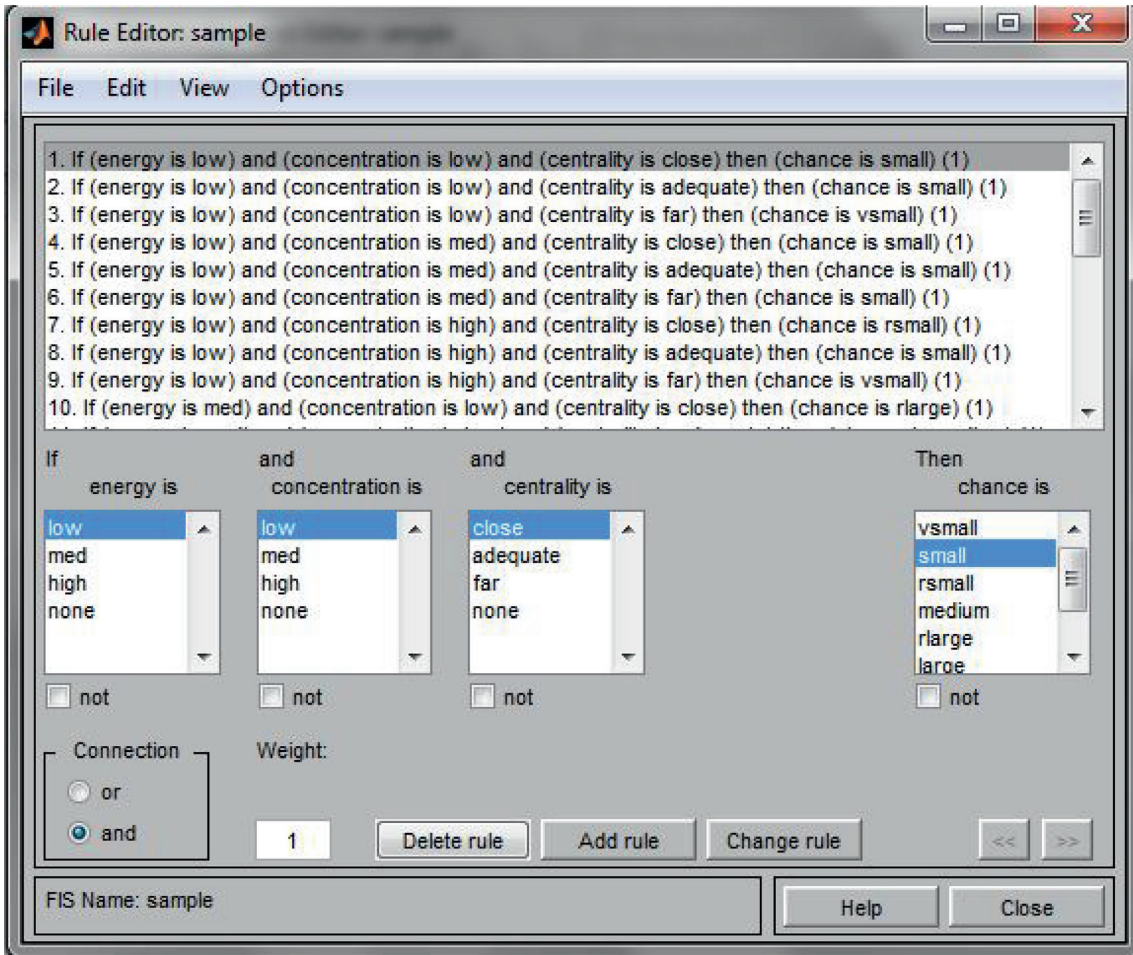 Rule Editor: sample
File Edit View Options
1. If (energy is low) and (concentration is low) and (centrality is close) then (chance is small) (1)
2. If (energy is low) and (concentration is low) and (centrality is adequate) then (chance is small) (1)
3. If (energy is low) and (concentration is low) and (centrality is far) then (chance is vsmall) (1)
4. If (energy is low) and (concentration is med) and (centrality is close) then (chance is small) (1)
5. If (energy is low) and (concentration is med) and (centrality is adequate) then (chance is small) (1)
6. If (energy is low) and (concentration is med) and (centrality is far) then (chance is small) (1)
7. If (energy is low) and (concentration is high) and (centrality is close) then (chance is rsmall) (1)
8. If (energy is low) and (concentration is high) and (centrality is adequate) then (chance is small) (1)
9. If (energy is low) and (concentration is high) and (centrality is far) then (chance is vsmall) (1)
10. If (energy is med) and (concentration is low) and (centrality is close) then (chance is rlarge) (1)
If and and Then
energy is concentration is centrality is chance is
low low close vsmall
med med adequate small
high high far rsmall
none none none medium
rlarge
large
not not not not
Connection Weight:
or
and 1 Delete rule Add rule Change rule << >>
FIS Name: sample Help Close